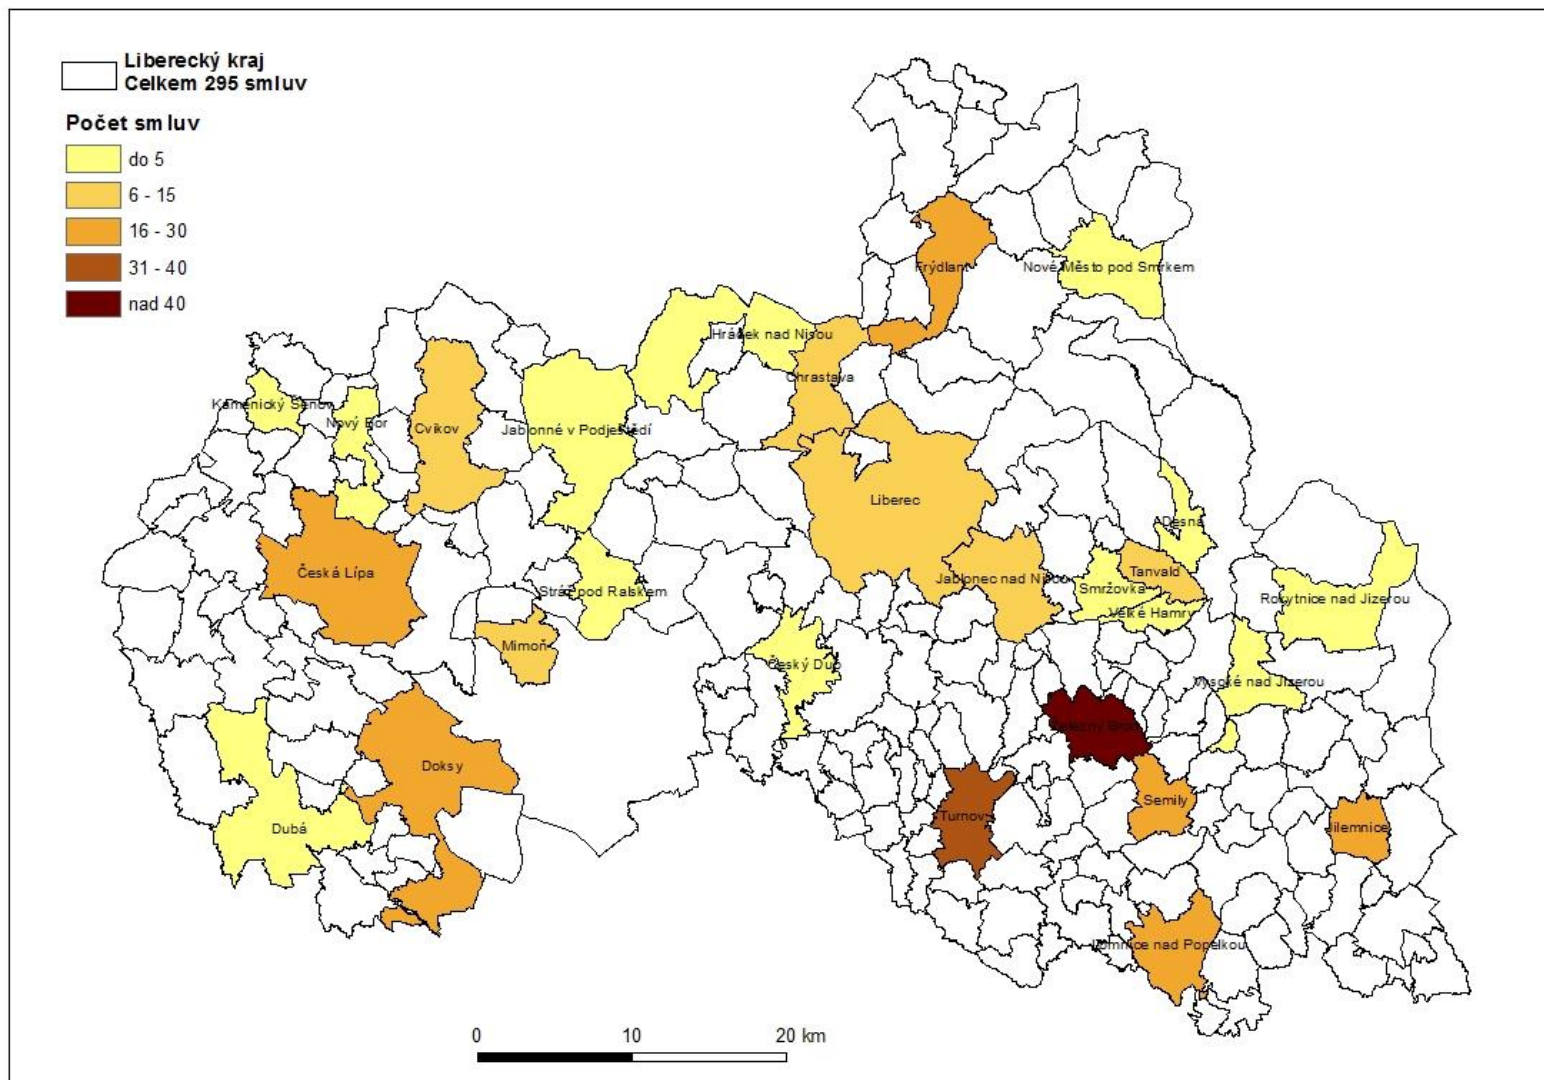 Liberecký kraj
Celkem 295 smluv
Počet smluv
do 5
6 - 15
16 - 30
31 - 40
nad 40
Frýdlant
Nové Město pod Smrkem
Hrádek nad Nisou
Chrastava
Kamenický Šenov
Nový Bor
Cvikov
Jablonné v Podještědí
Liberec
Desná
Česká Lípa
Tanvald
Jablonec nad Nisou
Smržovka
Stráž pod Ralskem
Rokytnice nad Jizerou
Velké Hamry
Mimoň
Český Dub
Vysoké nad Jizerou
Železný Brod
Doksy
Semily
Turnov
Dubá
Jilemnice
Lomnice nad Popelkou
0 10 20 km